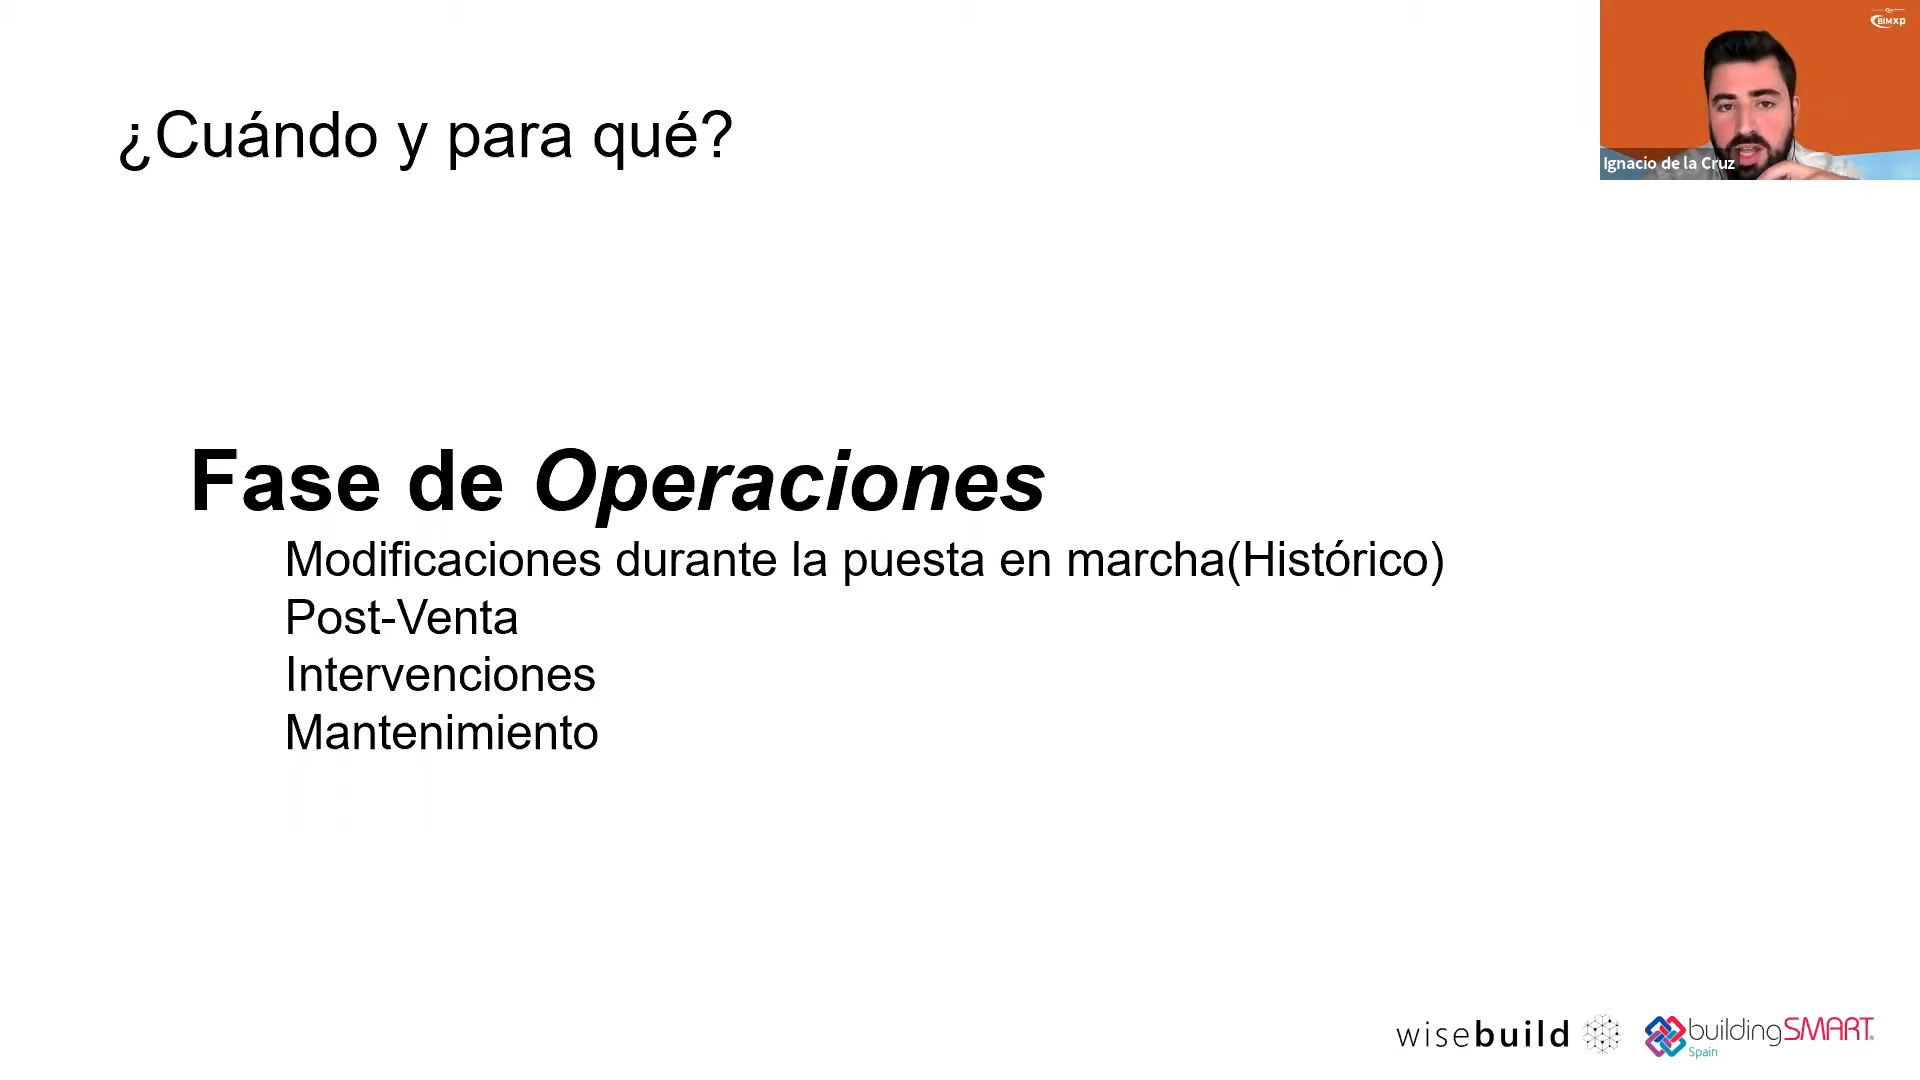 BIMxp
¿Cuándo y para qué?
Ignacio de la Cruz
Fase de Operaciones
Modificaciones durante la puesta en marcha(Histórico)
Post-Venta
Intervenciones
Mantenimiento
wisebuild
buildingSMART
Spain